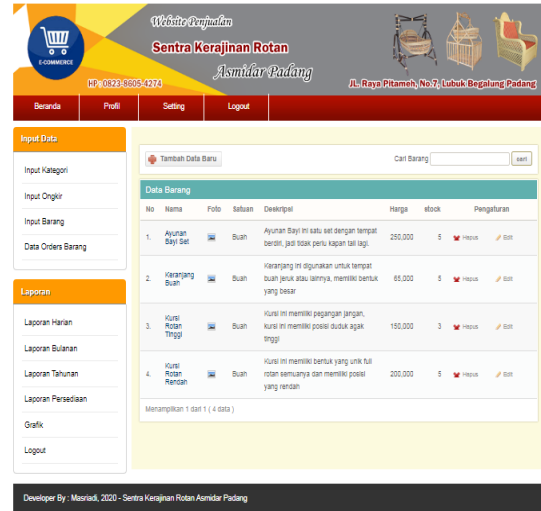 Website Penjualan
Sentra Kerajinan Rotan
Asmidar Padang
E-COMMERCE
HP: 0823-8605-4274
JL. Raya Pitameh, No.7, Lubuk Begalung Padang
Beranda Profil Setting Logout
Input Data
Input Kategori
Input Ongkir
Input Barang
Data Orders Barang
Laporan
Laporan Harian
Laporan Bulanan
Laporan Tahunan
Laporan Persediaan
Grafik
Logout
Tambah Data Baru
Cari Barang
cari
Data Barang
No Nama Foto Satuan Deskripsi Harga stock Pengaturan
1. Ayunan Bayi Set Buah Ayunan Bayi ini satu set dengan tempat berdiri, jadi tidak perlu kapan tali lagi. 250,000 5 Hapus Edit
2. Keranjang Buah Buah Keranjang ini digunakan untuk tempat buah jeruk atau lainnya, memiliki bentuk yang besar 65,000 5 Hapus Edit
3. Kursi Rotan Tinggi Buah Kursi ini memiliki pegangan jangan, kursi ini memiliki posisi duduk agak tinggi 150,000 3 Hapus Edit
4. Kursi Rotan Rendah Buah Kursi ini memiliki bentuk yang unik full rotan semuanya dan memiliki posisi yang rendah 200,000 5 Hapus Edit
Menampilkan 1 dari 1 ( 4 data )
Developer By : Masriadi, 2020 - Sentra Kerajinan Rotan Asmidar Padang